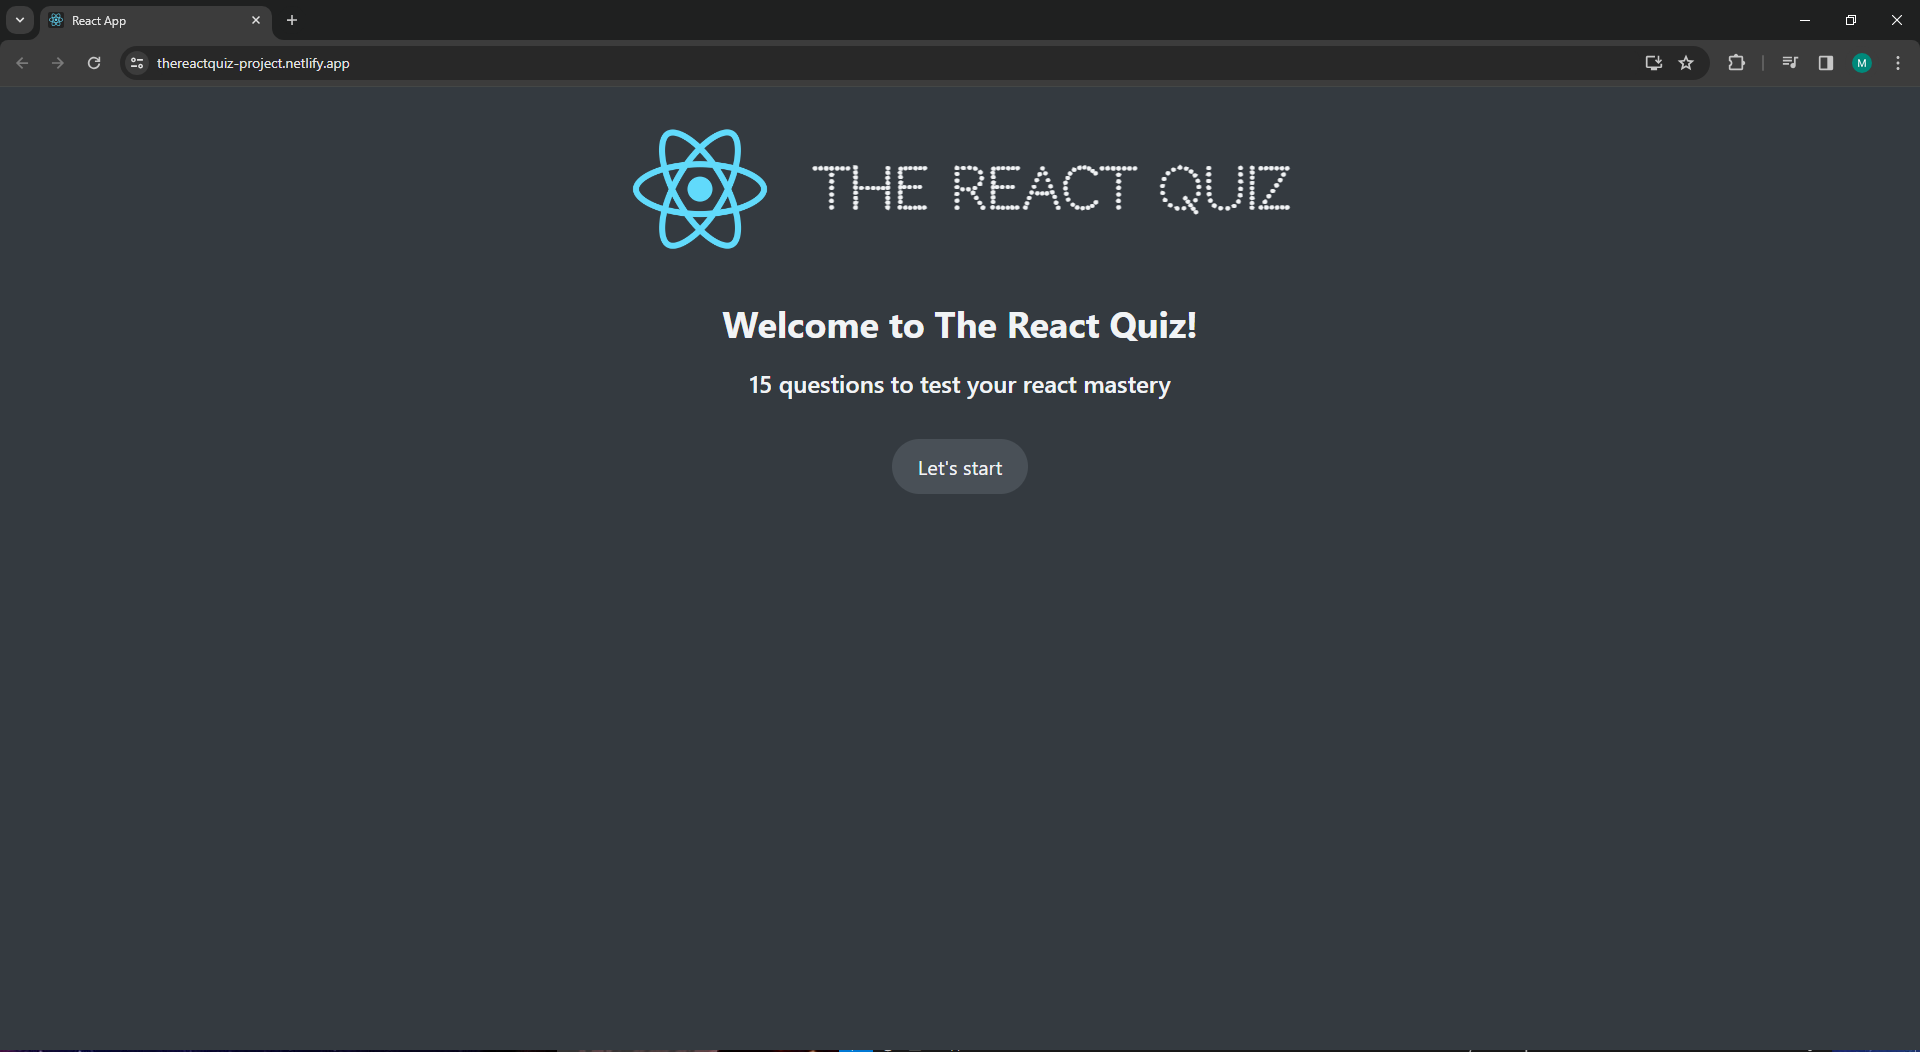 React App
thereactquiz-project.netlify.app
M
THE REACT QUIZ
Welcome to The React Quiz!
15 questions to test your react mastery
Let's start